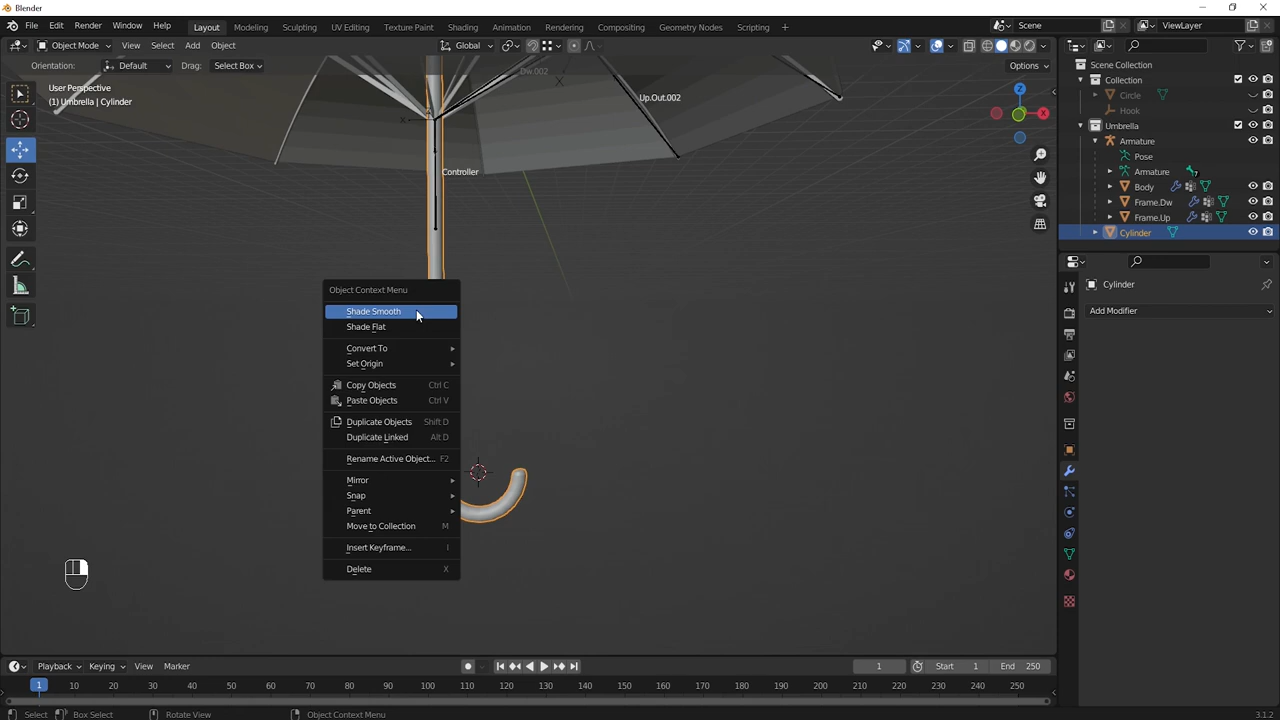 Blender
File Edit Render Window Help
Layout Modeling Sculpting UV Editing Texture Paint Shading Animation Rendering Compositing Geometry Nodes Scripting +
Scene
ViewLayer
Object Mode View Select Add Object
Global
Options
Orientation: Default Drag: Select Box
User Perspective
(1) Umbrella | Cylinder
Dw.002
Up.Out.002
Controller
Z
X
Object Context Menu
Shade Smooth
Shade Flat
Convert To
Set Origin
Copy Objects Ctrl C
Paste Objects Ctrl V
Duplicate Objects Shift D
Duplicate Linked Alt D
Rename Active Object... F2
Mirror
Snap
Parent
Move to Collection M
Insert Keyframe... I
Delete X
Scene Collection
Collection
Circle
Hook
Umbrella
Armature
Pose
Armature 7
Body
Frame.Dw
Frame.Up
Cylinder
Cylinder
Add Modifier
Playback Keying View Marker
1 Start 1 End 250
1 10 20 30 40 50 60 70 80 90 100 110 120 130 140 150 160 170 180 190 200 210 220 230 240 250
Select Box Select Rotate View Object Context Menu 3.1.2